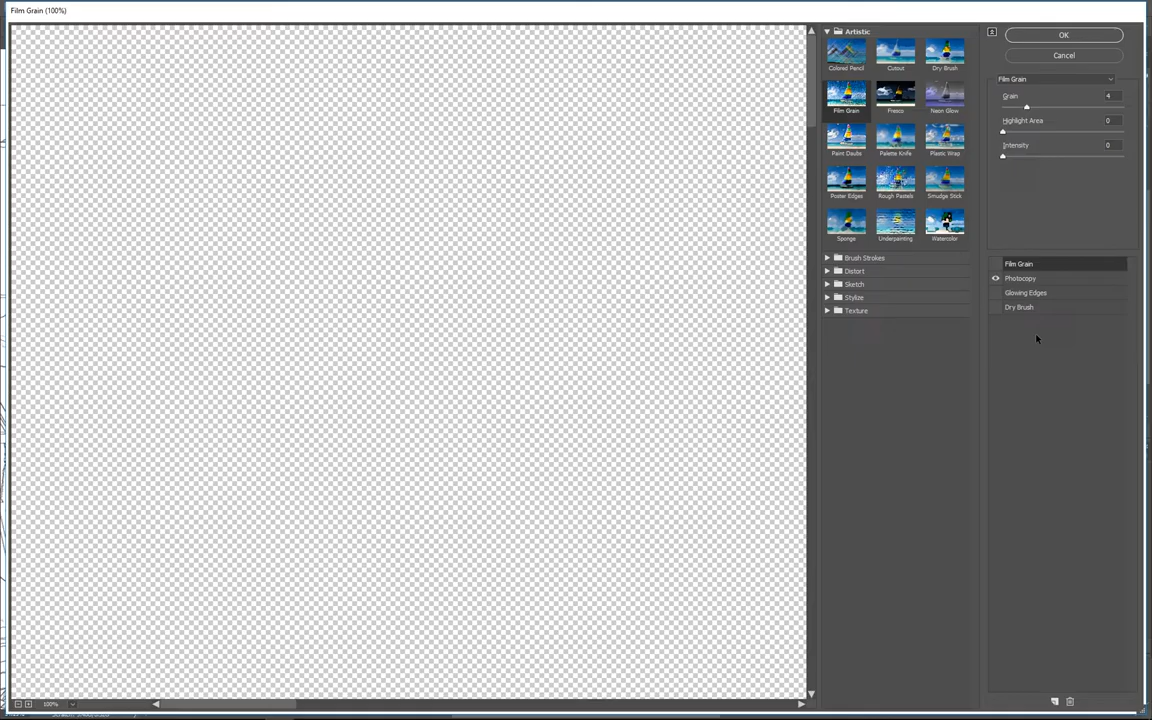 Film Grain (100%)
Artistic
Colored Pencil
Cutout
Dry Brush
Film Grain
Fresco
Neon Glow
Paint Daubs
Palette Knife
Plastic Wrap
Poster Edges
Rough Pastels
Smudge Stick
Sponge
Underpainting
Watercolor
Brush Strokes
Distort
Sketch
Stylize
Texture
OK
Cancel
Film Grain
Grain 4
Highlight Area 0
Intensity 0
Film Grain
Photocopy
Glowing Edges
Dry Brush
100%